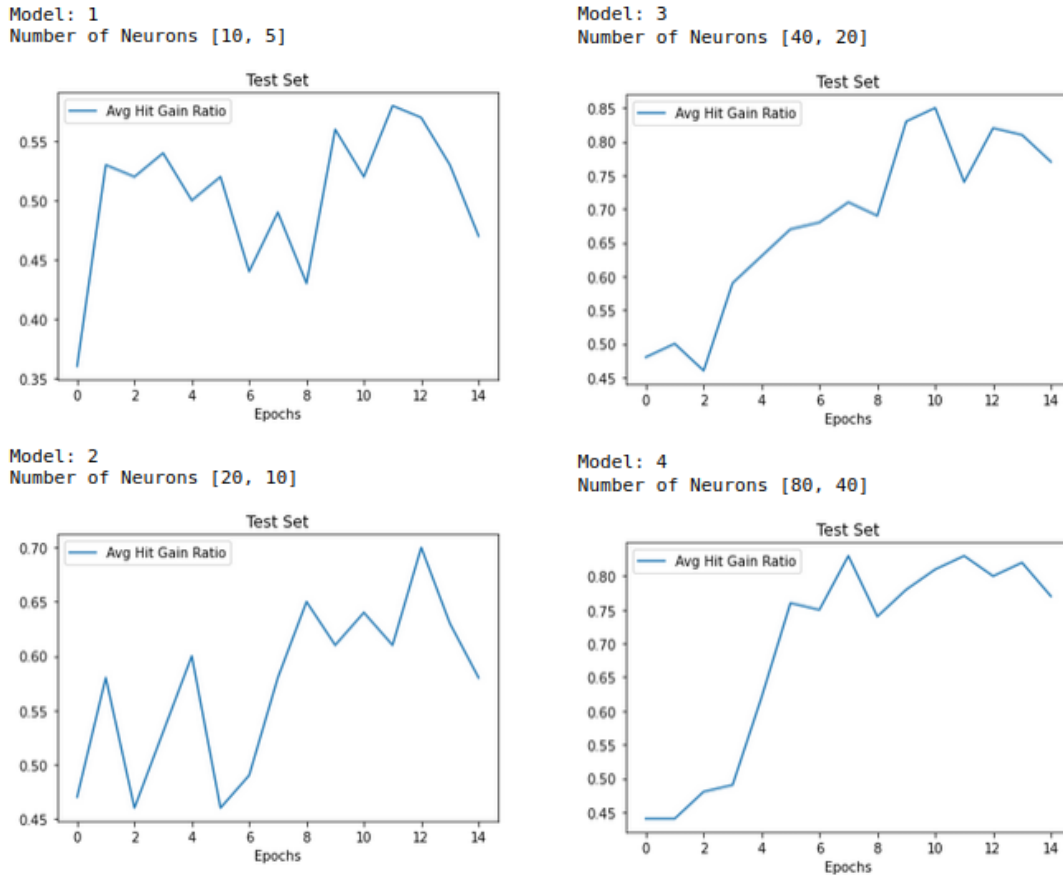 Model: 1
Number of Neurons [10, 5]
Test Set
Avg Hit Gain Ratio
0.55
0.50
0.45
0.40
0.35
0 2 4 6 8 10 12 14
Epochs
Model: 3
Number of Neurons [40, 20]
Test Set
Avg Hit Gain Ratio
0.85
0.80
0.75
0.70
0.65
0.60
0.55
0.50
0.45
0 2 4 6 8 10 12 14
Epochs
Model: 2
Number of Neurons [20, 10]
Test Set
Avg Hit Gain Ratio
0.70
0.65
0.60
0.55
0.50
0.45
0 2 4 6 8 10 12 14
Epochs
Model: 4
Number of Neurons [80, 40]
Test Set
Avg Hit Gain Ratio
0.80
0.75
0.70
0.65
0.60
0.55
0.50
0.45
0 2 4 6 8 10 12 14
Epochs